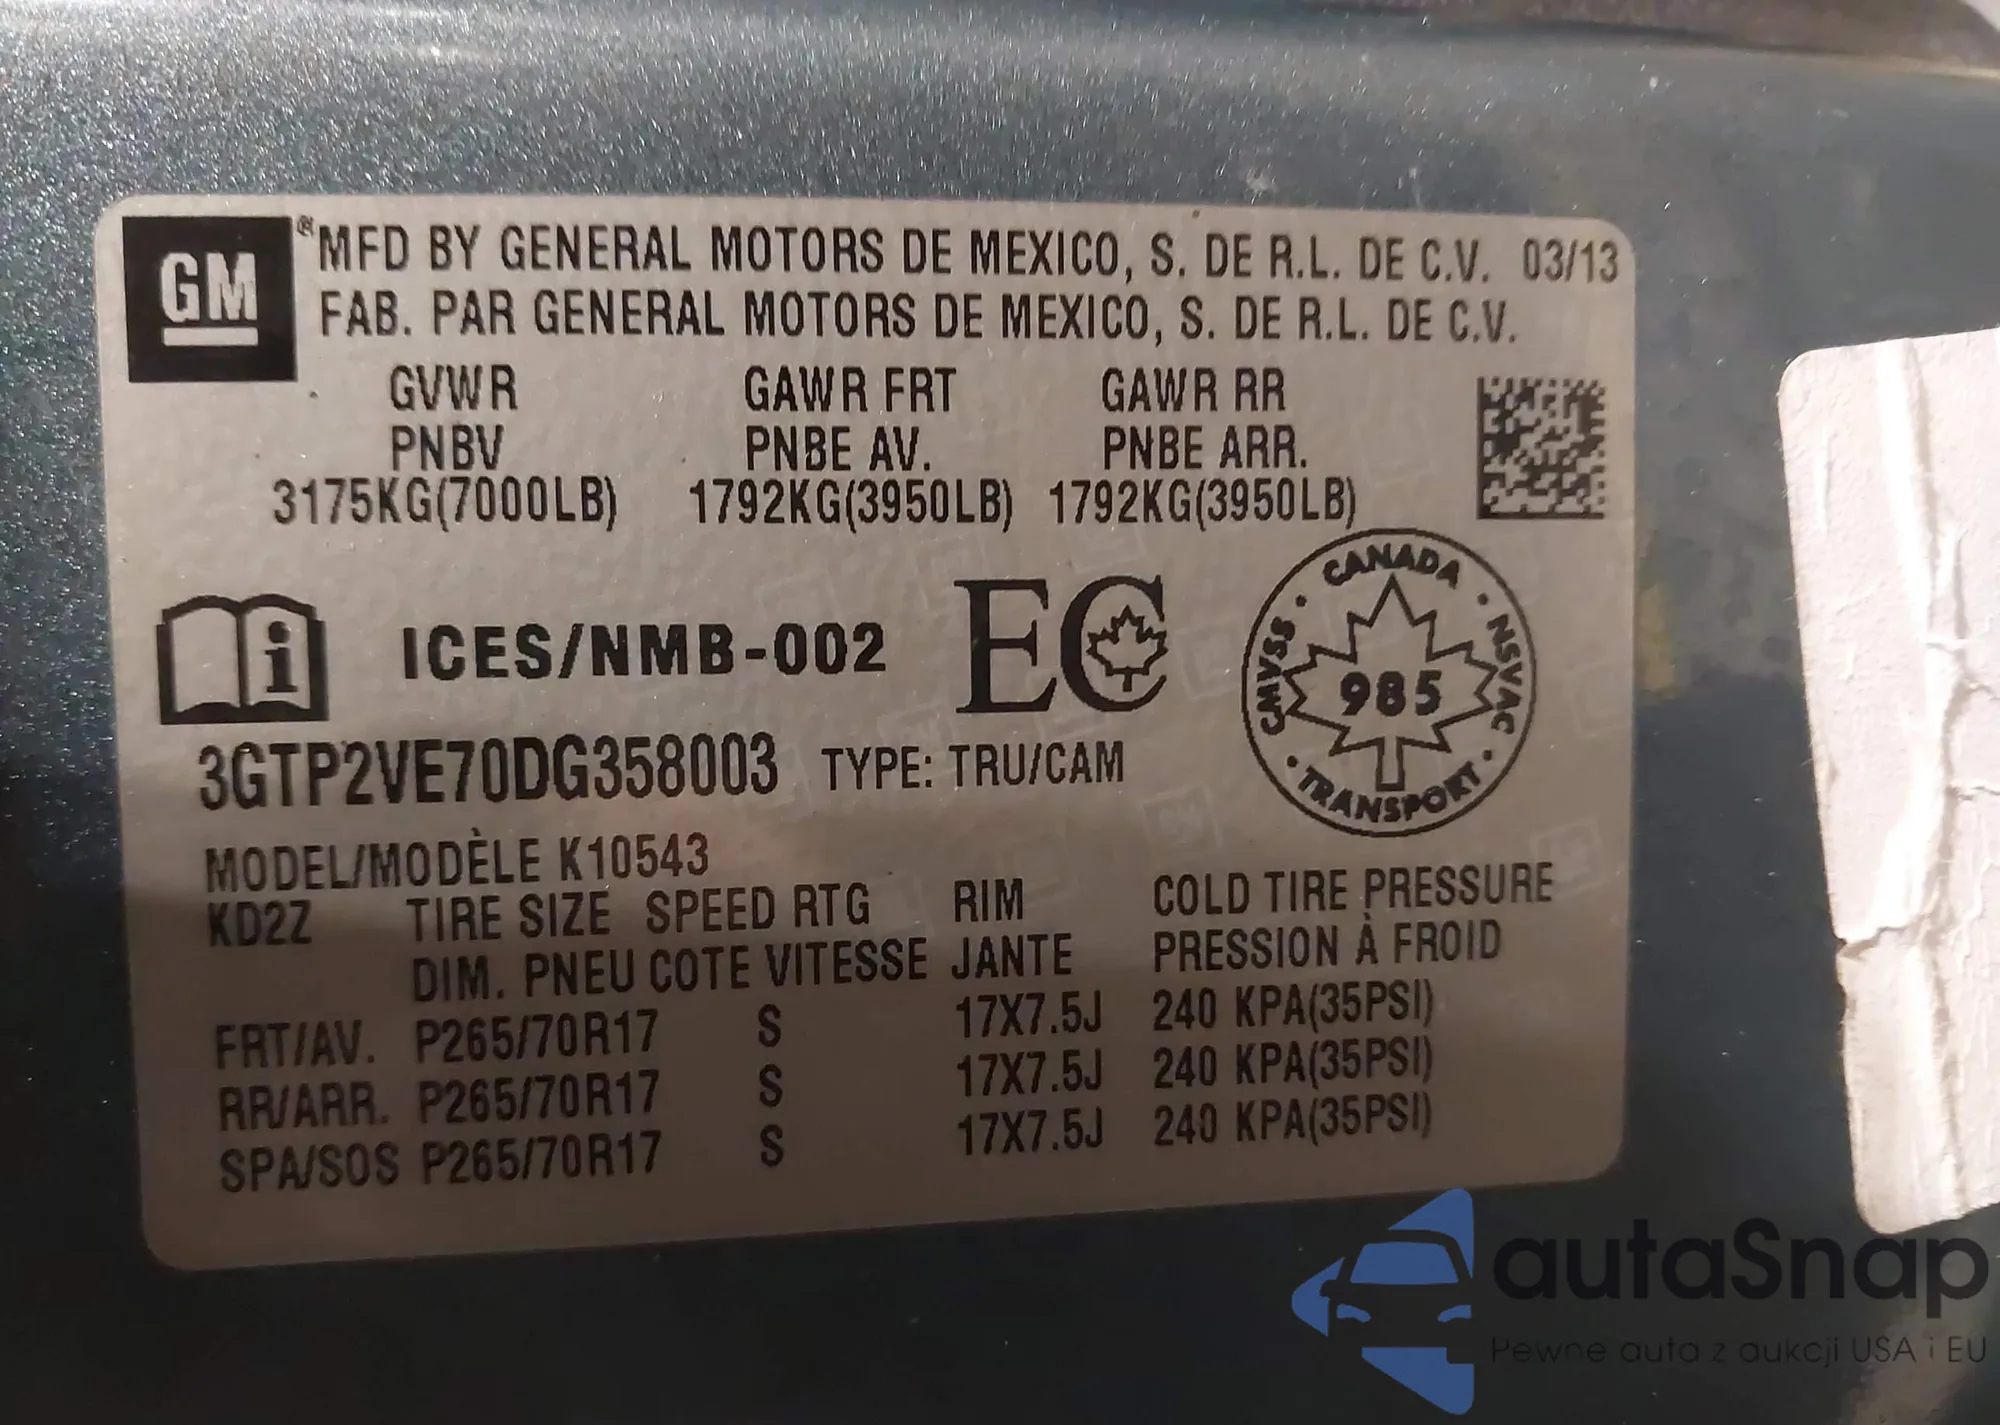 GM
®MFD BY GENERAL MOTORS DE MEXICO, S. DE R.L. DE C.V. 03/13
FAB. PAR GENERAL MOTORS DE MEXICO, S. DE R.L. DE C.V.
GVWR GAWR FRT GAWR RR
PNBV PNBE AV. PNBE ARR.
3175KG(7000LB) 1792KG(3950LB) 1792KG(3950LB)
ICES/NMB-002 EC
CANADA · NSVAC · TRANSPORT · CMVSS ·
985
3GTP2VE70DG358003 TYPE: TRU/CAM
MODEL/MODÈLE K10543
KD2Z TIRE SIZE SPEED RTG RIM COLD TIRE PRESSURE
DIM. PNEU COTE VITESSE JANTE PRESSION À FROID
FRT/AV. P265/70R17 S 17X7.5J 240 KPA(35PSI)
RR/ARR. P265/70R17 S 17X7.5J 240 KPA(35PSI)
SPA/SOS P265/70R17 S 17X7.5J 240 KPA(35PSI)
autaSnap
Pewne auta z aukcji USA i EU